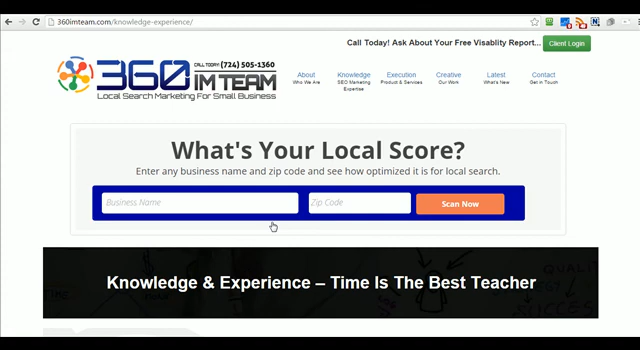 360imteam.com/knowledge-experience/
Call Today! Ask About Your Free Visablity Report...
Client Login
CALL TODAY (724) 505-1360
360 IM TEAM
Local Search Marketing For Small Business
About
Who We Are
Knowledge
SEO Marketing
Expertise
Execution
Product & Services
Creative
Our Work
Latest
What's New
Contact
Get in Touch
What's Your Local Score?
Enter any business name and zip code and see how optimized it is for local search.
Business Name
Zip Code
Scan Now
Knowledge & Experience – Time Is The Best Teacher